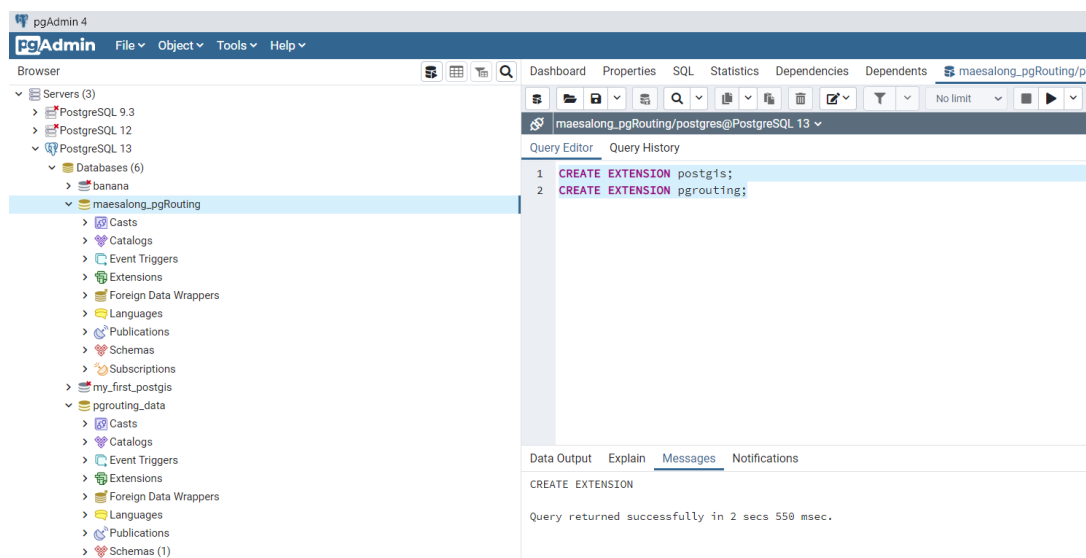 pgAdmin 4
pgAdmin File Object Tools Help
Browser
Servers (3)
PostgreSQL 9.3
PostgreSQL 12
PostgreSQL 13
Databases (6)
banana
maesalong_pgRouting
Casts
Catalogs
Event Triggers
Extensions
Foreign Data Wrappers
Languages
Publications
Schemas
Subscriptions
my_first_postgis
pgrouting_data
Casts
Catalogs
Event Triggers
Extensions
Foreign Data Wrappers
Languages
Publications
Schemas (1)
Dashboard Properties SQL Statistics Dependencies Dependents maesalong_pgRouting/p
No limit
maesalong_pgRouting/postgres@PostgreSQL 13
Query Editor Query History
1 CREATE EXTENSION postgis;
2 CREATE EXTENSION pgrouting;
Data Output Explain Messages Notifications
CREATE EXTENSION
Query returned successfully in 2 secs 550 msec.